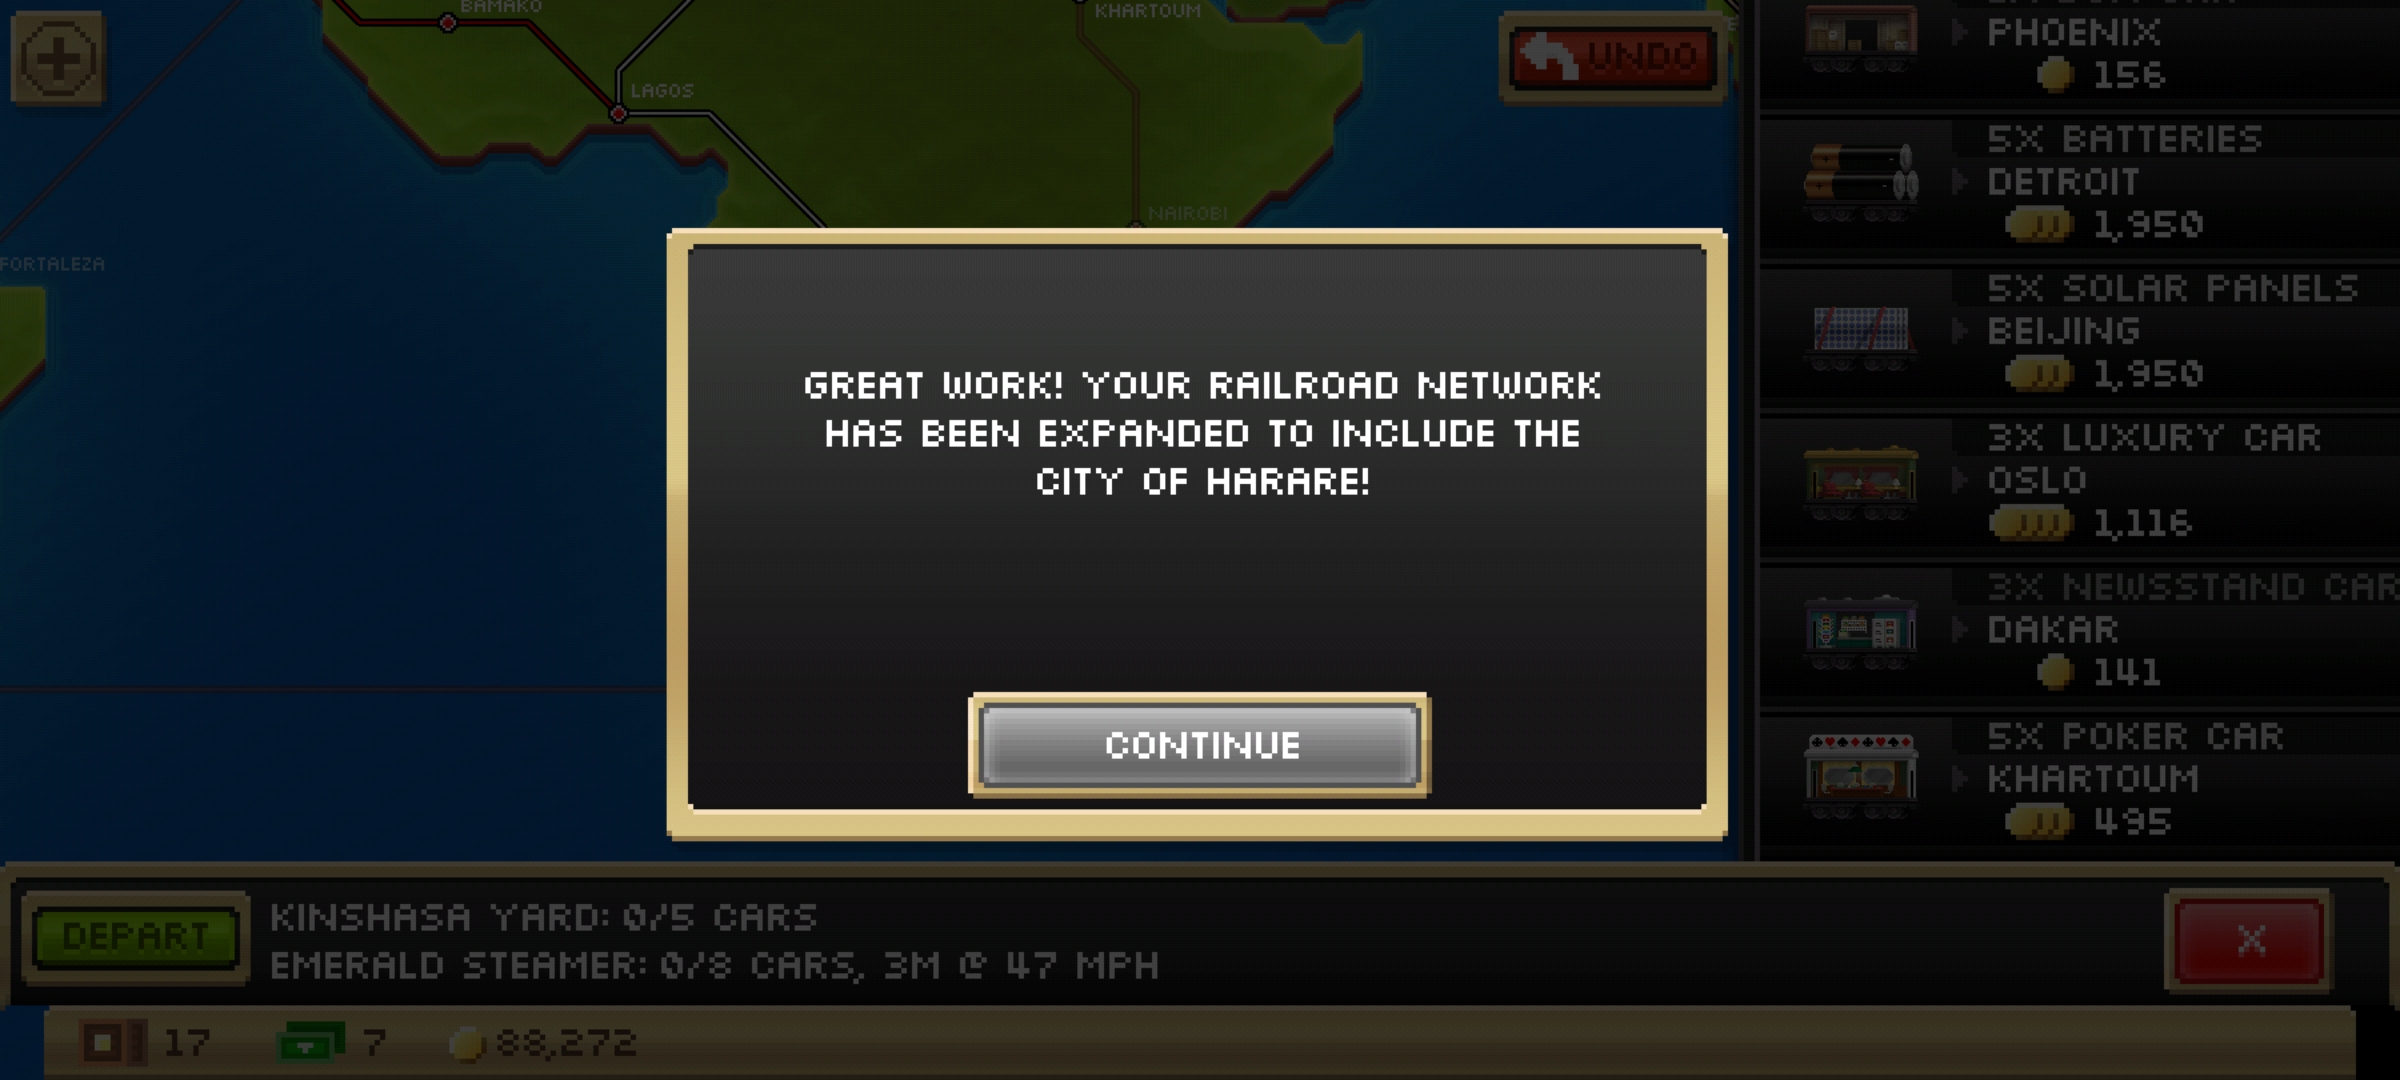 BAMAKO
KHARTOUM
UNDO
LAGOS
NAIROBI
FORTALEZA
PHOENIX
156
5X BATTERIES
DETROIT
1,950
5X SOLAR PANELS
BEIJING
1,950
3X LUXURY CAR
OSLO
1,116
3X NEWSSTAND CAR
DAKAR
141
5X POKER CAR
KHARTOUM
495
GREAT WORK! YOUR RAILROAD NETWORK
HAS BEEN EXPANDED TO INCLUDE THE
CITY OF HARARE!
CONTINUE
DEPART
KINSHASA YARD: 0/5 CARS
EMERALD STEAMER: 0/8 CARS, 3M @ 47 MPH
X
17
7
88,272